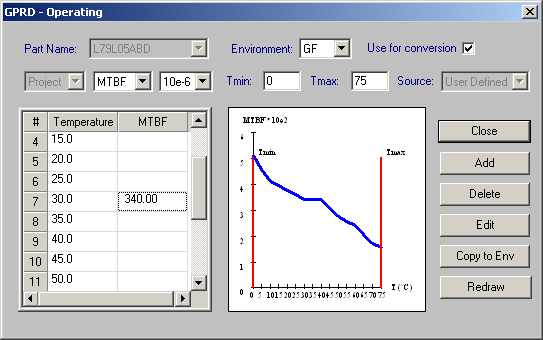 GPRD - Operating
Part Name: L79L05ABD Environment: GF Use for conversion
Project MTBF 10e-6 Tmin: 0 Tmax: 75 Source: User Defined
# Temperature MTBF
4 15.0
5 20.0
6 25.0
7 30.0 340.00
8 35.0
9 40.0
10 45.0
11 50.0
MTBF*10e2
6
Tmin Tmax
5
4
3
2
1
0
0 5 10 15 20 25 30 35 40 45 50 55 60 65 70 75
T (°C)
Close
Add
Delete
Edit
Copy to Env
Redraw